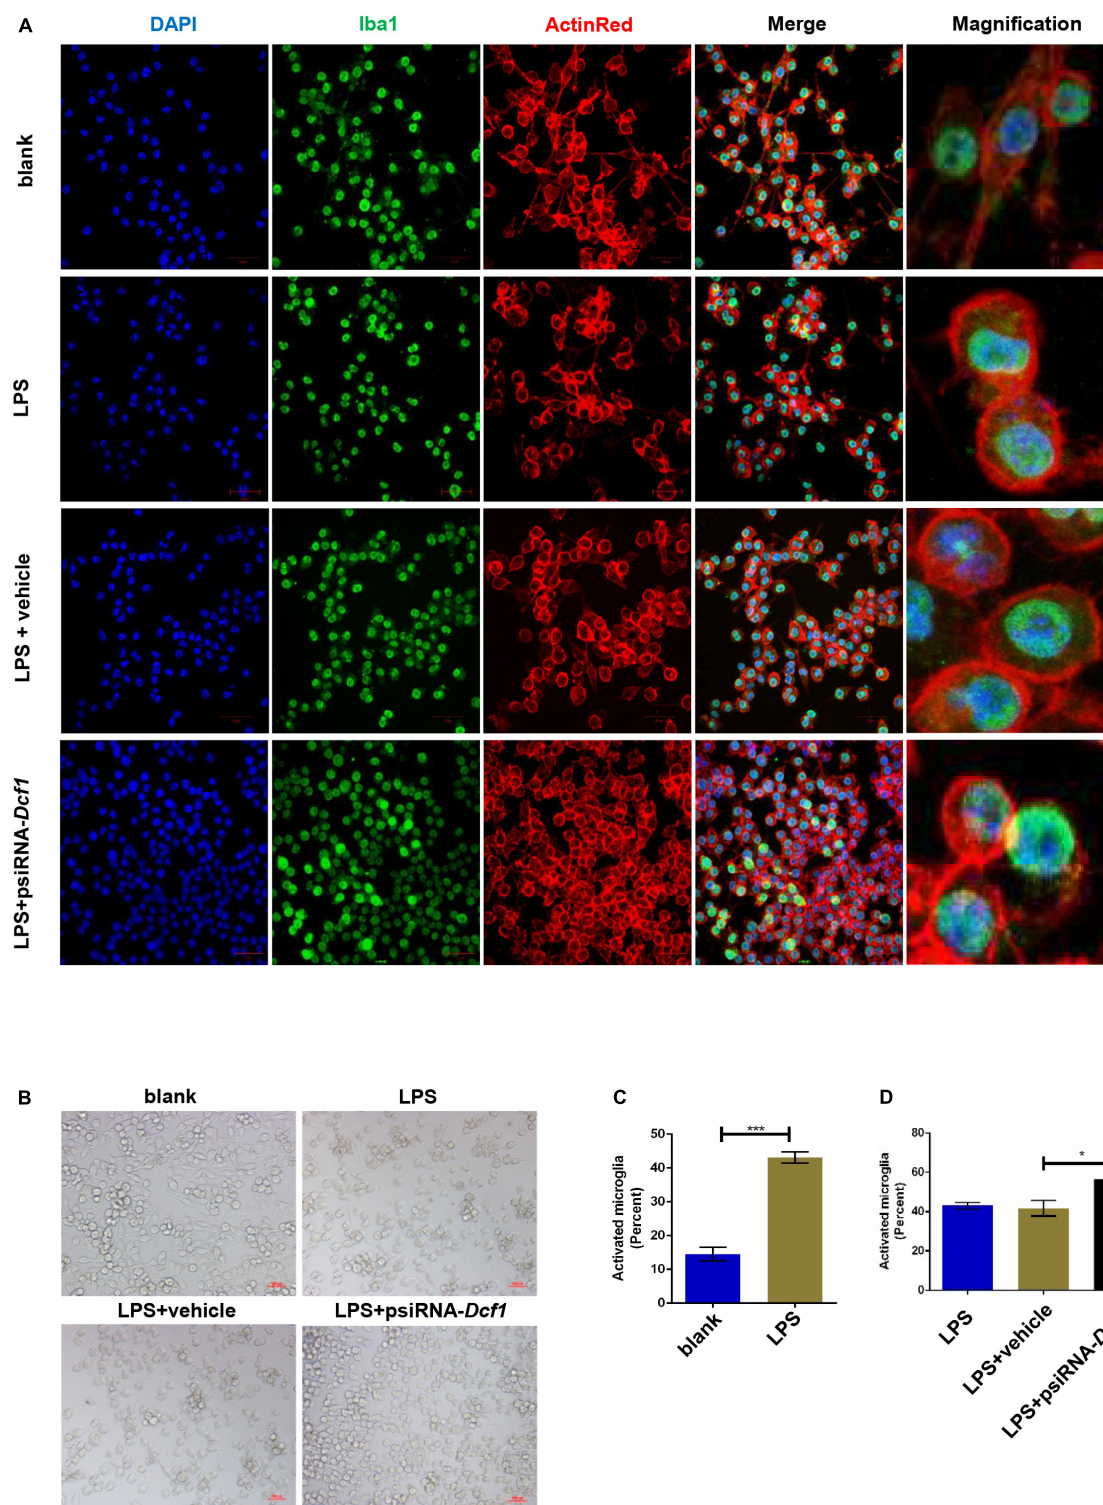 A
DAPI
Iba1
ActinRed
Merge
Magnification
blank
LPS
LPS + vehicle
LPS+psiRNA-Dcf1
B
blank
LPS
LPS+vehicle
LPS+psiRNA-Dcf1
C
Activated microglia
(Percent)
50
40
30
20
10
0
***
blank
LPS
D
Activated microglia
(Percent)
80
60
40
20
0
*
LPS
LPS+vehicle
LPS+psiRNA-D